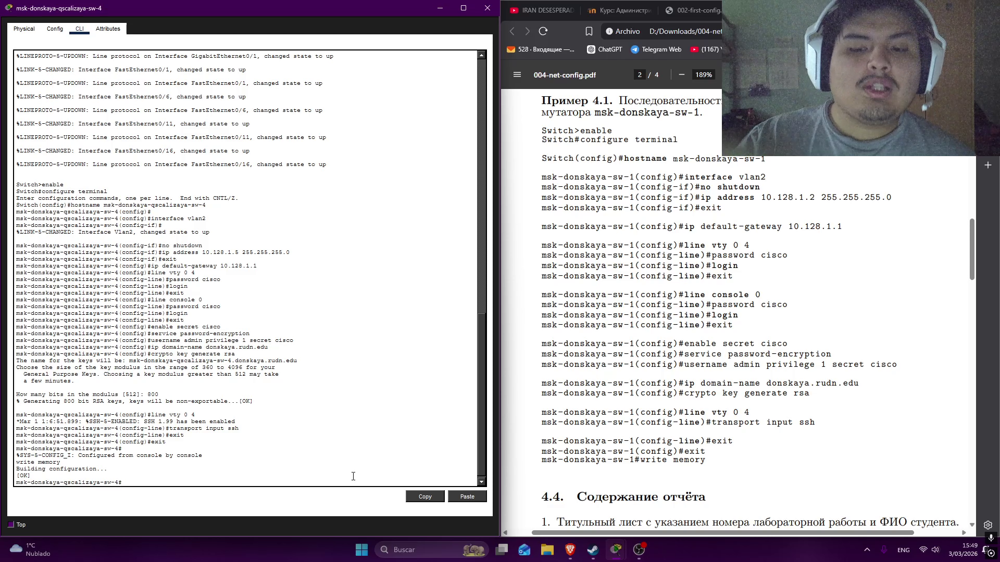 msk-donskaya-qscalizaya-sw-4
Physical
Config
CLI
Attributes
%LINEPROTO-5-UPDOWN: Line protocol on Interface GigabitEthernet0/1, changed state to up
%LINK-5-CHANGED: Interface FastEthernet0/1, changed state to up
%LINEPROTO-5-UPDOWN: Line protocol on Interface FastEthernet0/1, changed state to up
%LINK-5-CHANGED: Interface FastEthernet0/6, changed state to up
%LINEPROTO-5-UPDOWN: Line protocol on Interface FastEthernet0/6, changed state to up
%LINK-5-CHANGED: Interface FastEthernet0/11, changed state to up
%LINEPROTO-5-UPDOWN: Line protocol on Interface FastEthernet0/11, changed state to up
%LINK-5-CHANGED: Interface FastEthernet0/16, changed state to up
%LINEPROTO-5-UPDOWN: Line protocol on Interface FastEthernet0/16, changed state to up
Switch>enable
Switch#configure terminal
Enter configuration commands, one per line. End with CNTL/Z.
Switch(config)#hostname msk-donskaya-qscalizaya-sw-4
msk-donskaya-qscalizaya-sw-4(config)#
msk-donskaya-qscalizaya-sw-4(config)#interface vlan2
msk-donskaya-qscalizaya-sw-4(config-if)#
%LINK-5-CHANGED: Interface Vlan2, changed state to up
msk-donskaya-qscalizaya-sw-4(config-if)#no shutdown
msk-donskaya-qscalizaya-sw-4(config-if)#ip address 10.128.1.5 255.255.255.0
msk-donskaya-qscalizaya-sw-4(config-if)#exit
msk-donskaya-qscalizaya-sw-4(config)#ip default-gateway 10.128.1.1
msk-donskaya-qscalizaya-sw-4(config)#line vty 0 4
msk-donskaya-qscalizaya-sw-4(config-line)#password cisco
msk-donskaya-qscalizaya-sw-4(config-line)#login
msk-donskaya-qscalizaya-sw-4(config-line)#exit
msk-donskaya-qscalizaya-sw-4(config)#line console 0
msk-donskaya-qscalizaya-sw-4(config-line)#password cisco
msk-donskaya-qscalizaya-sw-4(config-line)#login
msk-donskaya-qscalizaya-sw-4(config-line)#exit
msk-donskaya-qscalizaya-sw-4(config)#enable secret cisco
msk-donskaya-qscalizaya-sw-4(config)#service password-encryption
msk-donskaya-qscalizaya-sw-4(config)#username admin privilege 1 secret cisco
msk-donskaya-qscalizaya-sw-4(config)#ip domain-name donskaya.rudn.edu
msk-donskaya-qscalizaya-sw-4(config)#crypto key generate rsa
The name for the keys will be: msk-donskaya-qscalizaya-sw-4.donskaya.rudn.edu
Choose the size of the key modulus in the range of 360 to 4096 for your
General Purpose Keys. Choosing a key modulus greater than 512 may take
a few minutes.
How many bits in the modulus [512]: 800
% Generating 800 bit RSA keys, keys will be non-exportable...[OK]
msk-donskaya-qscalizaya-sw-4(config)#line vty 0 4
*Mar 1 1:6:51.899: %SSH-5-ENABLED: SSH 1.99 has been enabled
msk-donskaya-qscalizaya-sw-4(config-line)#transport input ssh
msk-donskaya-qscalizaya-sw-4(config-line)#exit
msk-donskaya-qscalizaya-sw-4(config)#exit
msk-donskaya-qscalizaya-sw-4#
%SYS-5-CONFIG_I: Configured from console by console
write memory
Building configuration...
[OK]
msk-donskaya-qscalizaya-sw-4#
Copy
Paste
Top
IRAN DESESPERAD
Курс: Администри
002-first-config.
Archivo
D:/Downloads/004-net
528 · Входящие —...
ChatGPT
Telegram Web
(1167) Y
004-net-config.pdf
2 / 4
189%
Пример 4.1. Последовательност
мутатора msk-donskaya-sw-1.
Switch>enable
Switch#configure terminal
Switch(config)#hostname msk-donskaya-sw-1
msk-donskaya-sw-1(config)#interface vlan2
msk-donskaya-sw-1(config-if)#no shutdown
msk-donskaya-sw-1(config-if)#ip address 10.128.1.2 255.255.255.0
msk-donskaya-sw-1(config-if)#exit
msk-donskaya-sw-1(config)#ip default-gateway 10.128.1.1
msk-donskaya-sw-1(config)#line vty 0 4
msk-donskaya-sw-1(config-line)#password cisco
msk-donskaya-sw-1(config-line)#login
msk-donskaya-sw-1(config-line)#exit
msk-donskaya-sw-1(config)#line console 0
msk-donskaya-sw-1(config-line)#password cisco
msk-donskaya-sw-1(config-line)#login
msk-donskaya-sw-1(config-line)#exit
msk-donskaya-sw-1(config)#enable secret cisco
msk-donskaya-sw-1(config)#service password-encryption
msk-donskaya-sw-1(config)#username admin privilege 1 secret cisco
msk-donskaya-sw-1(config)#ip domain-name donskaya.rudn.edu
msk-donskaya-sw-1(config)#crypto key generate rsa
msk-donskaya-sw-1(config)#line vty 0 4
msk-donskaya-sw-1(config-line)#transport input ssh
msk-donskaya-sw-1(config-line)#exit
msk-donskaya-sw-1(config)#exit
msk-donskaya-sw-1#write memory
4.4. Содержание отчёта
1. Титульный лист с указанием номера лабораторной работы и ФИО студента.
1°C
Nublado
Buscar
ENG
15:49
3/03/2026